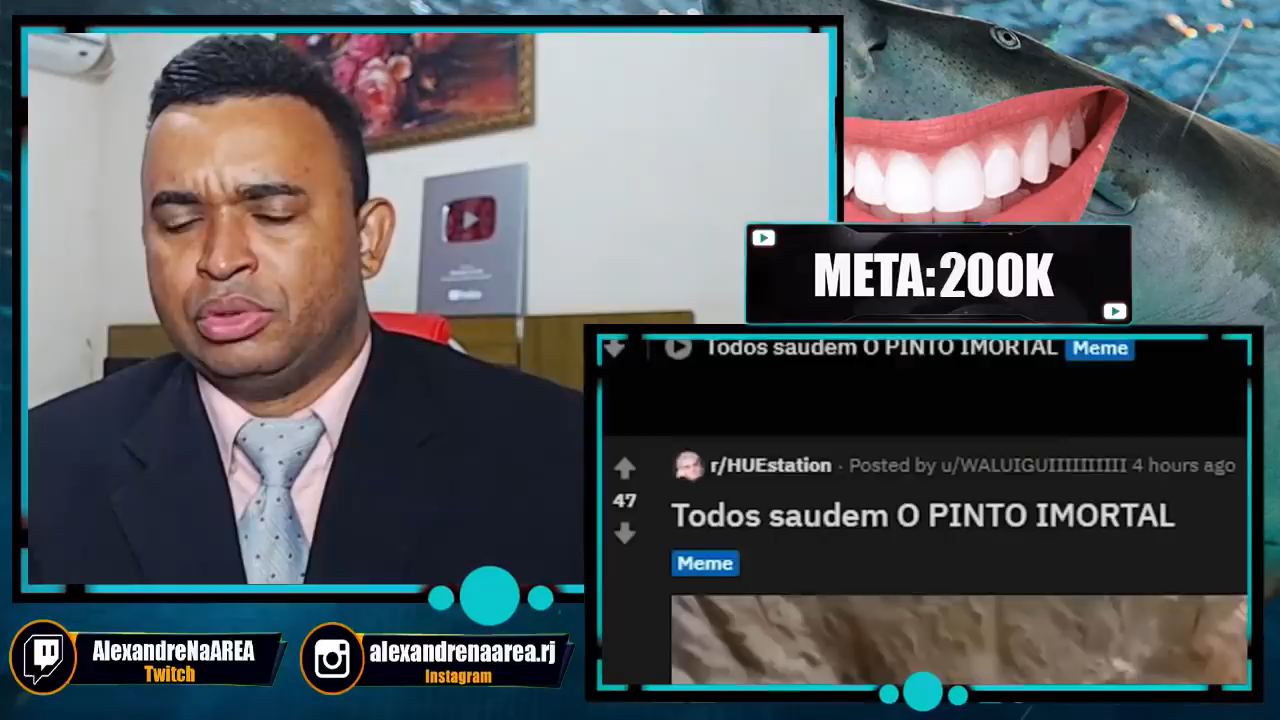 META:200K
Todos saudem O PINTO IMORTAL Meme
r/HUEstation · Posted by u/WALUIGUIIIIIIIIIII 4 hours ago
47
Todos saudem O PINTO IMORTAL
Meme
AlexandreNaAREA
Twitch
alexandrenaarea.rj
Instagram